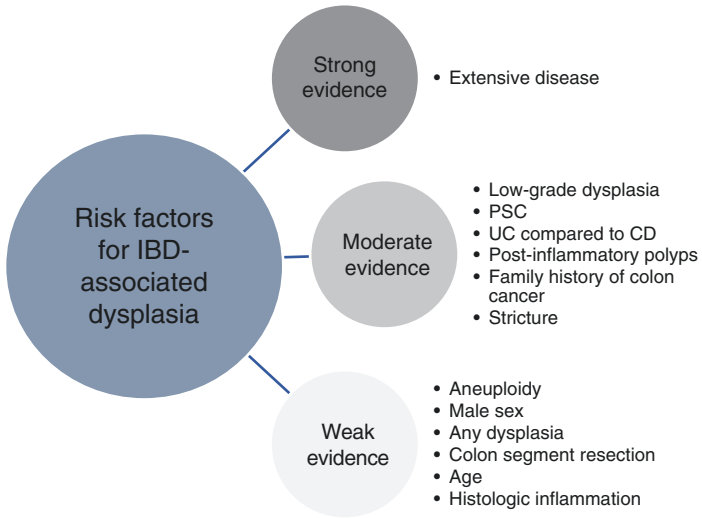 Risk factors
for IBD-
associated
dysplasia
Strong
evidence
• Extensive disease
Moderate
evidence
• Low-grade dysplasia
• PSC
• UC compared to CD
• Post-inflammatory polyps
• Family history of colon
cancer
• Stricture
Weak
evidence
• Aneuploidy
• Male sex
• Any dysplasia
• Colon segment resection
• Age
• Histologic inflammation